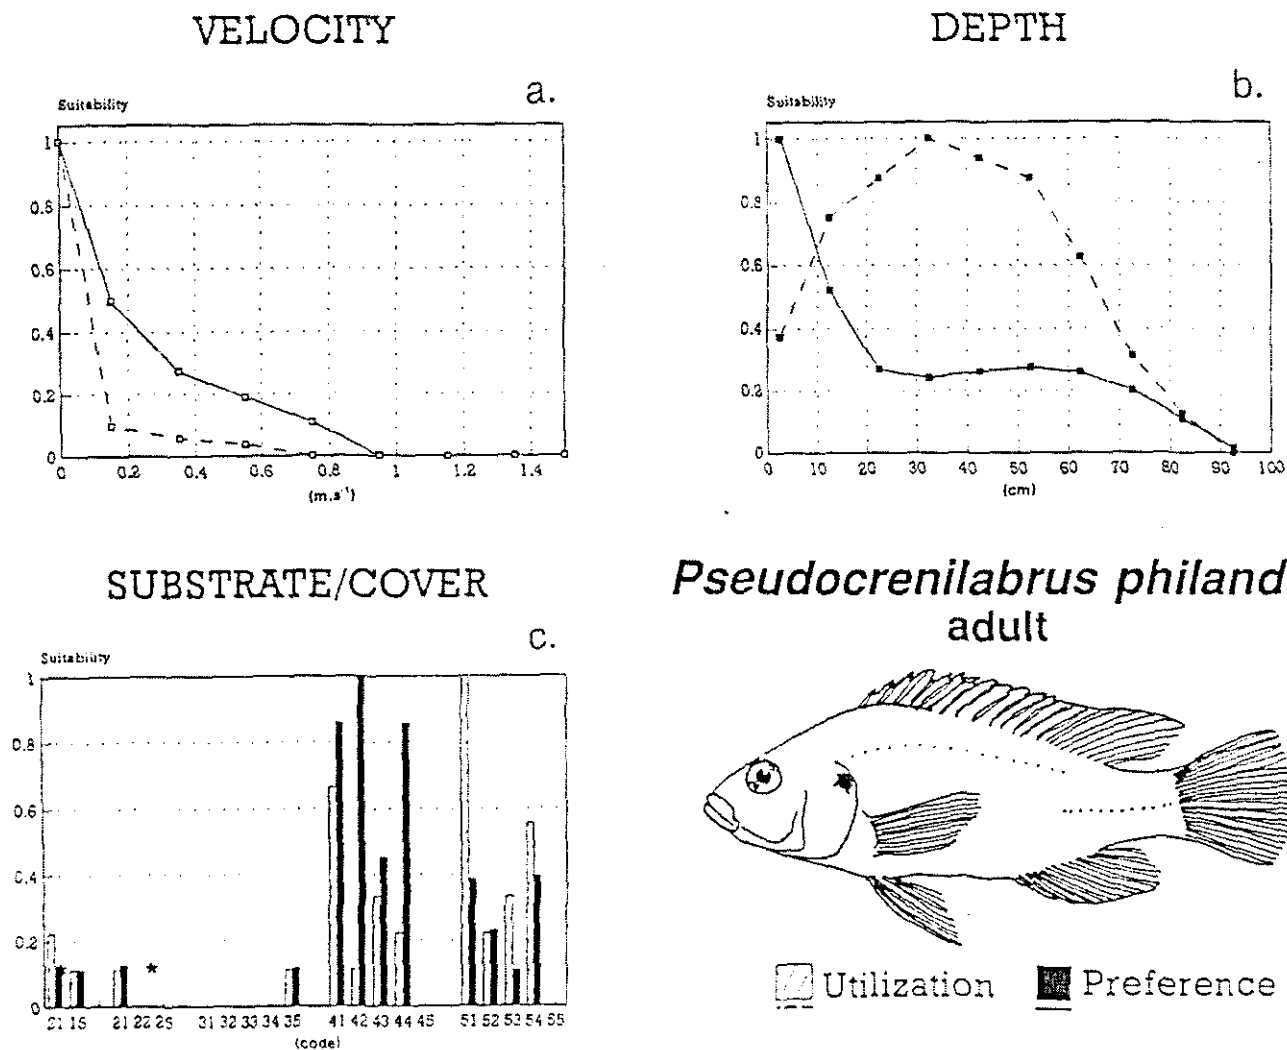 VELOCITY
a.
Suitability
1
0.8
0.6
0.4
0.2
0
0 0.2 0.4 0.6 0.8 1 1.2 1.4
(m.s⁻¹)
DEPTH
b.
Suitability
1
0.8
0.6
0.4
0.2
0
0 10 20 30 40 50 60 70 80 90 100
(cm)
SUBSTRATE/COVER
c.
Suitability
1
0.8
0.6
0.4
0.2
0
15 21 22 25 31 32 33 34 35 41 42 43 44 45 51 52 53 54 55
(code)
Pseudocrenilabrus philand
adult
Utilization
Preference